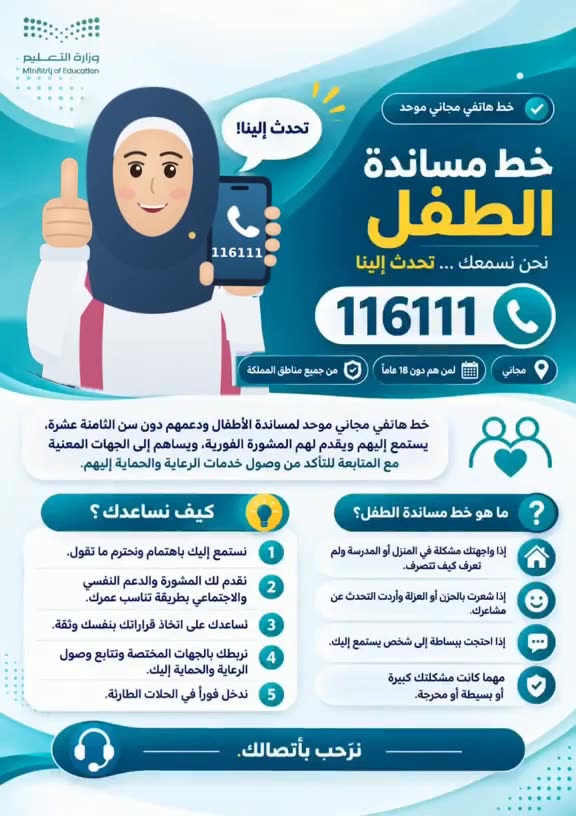 وزارة التعليم
Ministry of Education
خط هاتفي مجاني موحد
تحدث إلينا!
خط مساندة
الطفل
نحن نسمعك ... تحدث إلينا
116111
116111
مجاني
لمن هم دون 18 عاماً
من جميع مناطق المملكة
خط هاتفي مجاني موحد لمساندة الأطفال ودعمهم دون سن الثامنة عشرة،
يستمع إليهم ويقدم لهم المشورة الفورية، ويساهم إلى الجهات المعنية
مع المتابعة للتأكد من وصول خدمات الرعاية والحماية إليهم.
ما هو خط مساندة الطفل؟
إذا واجهتك مشكلة في المنزل أو المدرسة ولم
تعرف كيف تتصرف.
إذا شعرت بالحزن أو العزلة وأردت التحدث عن
مشاعرك.
إذا احتجت ببساطة إلى شخص يستمع إليك.
مهما كانت مشكلتك كبيرة
أو بسيطة أو محرجة.
كيف نساعدك؟
1 نستمع إليك باهتمام ونحترم ما تقول.
2 نقدم لك المشورة والدعم النفسي
والاجتماعي بطريقة تناسب عمرك.
3 نساعدك على اتخاذ قراراتك بنفسك وثقة.
4 نربطك بالجهات المختصة ونتابع وصول
الرعاية والحماية إليك.
5 ندخل فوراً في الحلات الطارئة.
نرَحب بأتصالك.